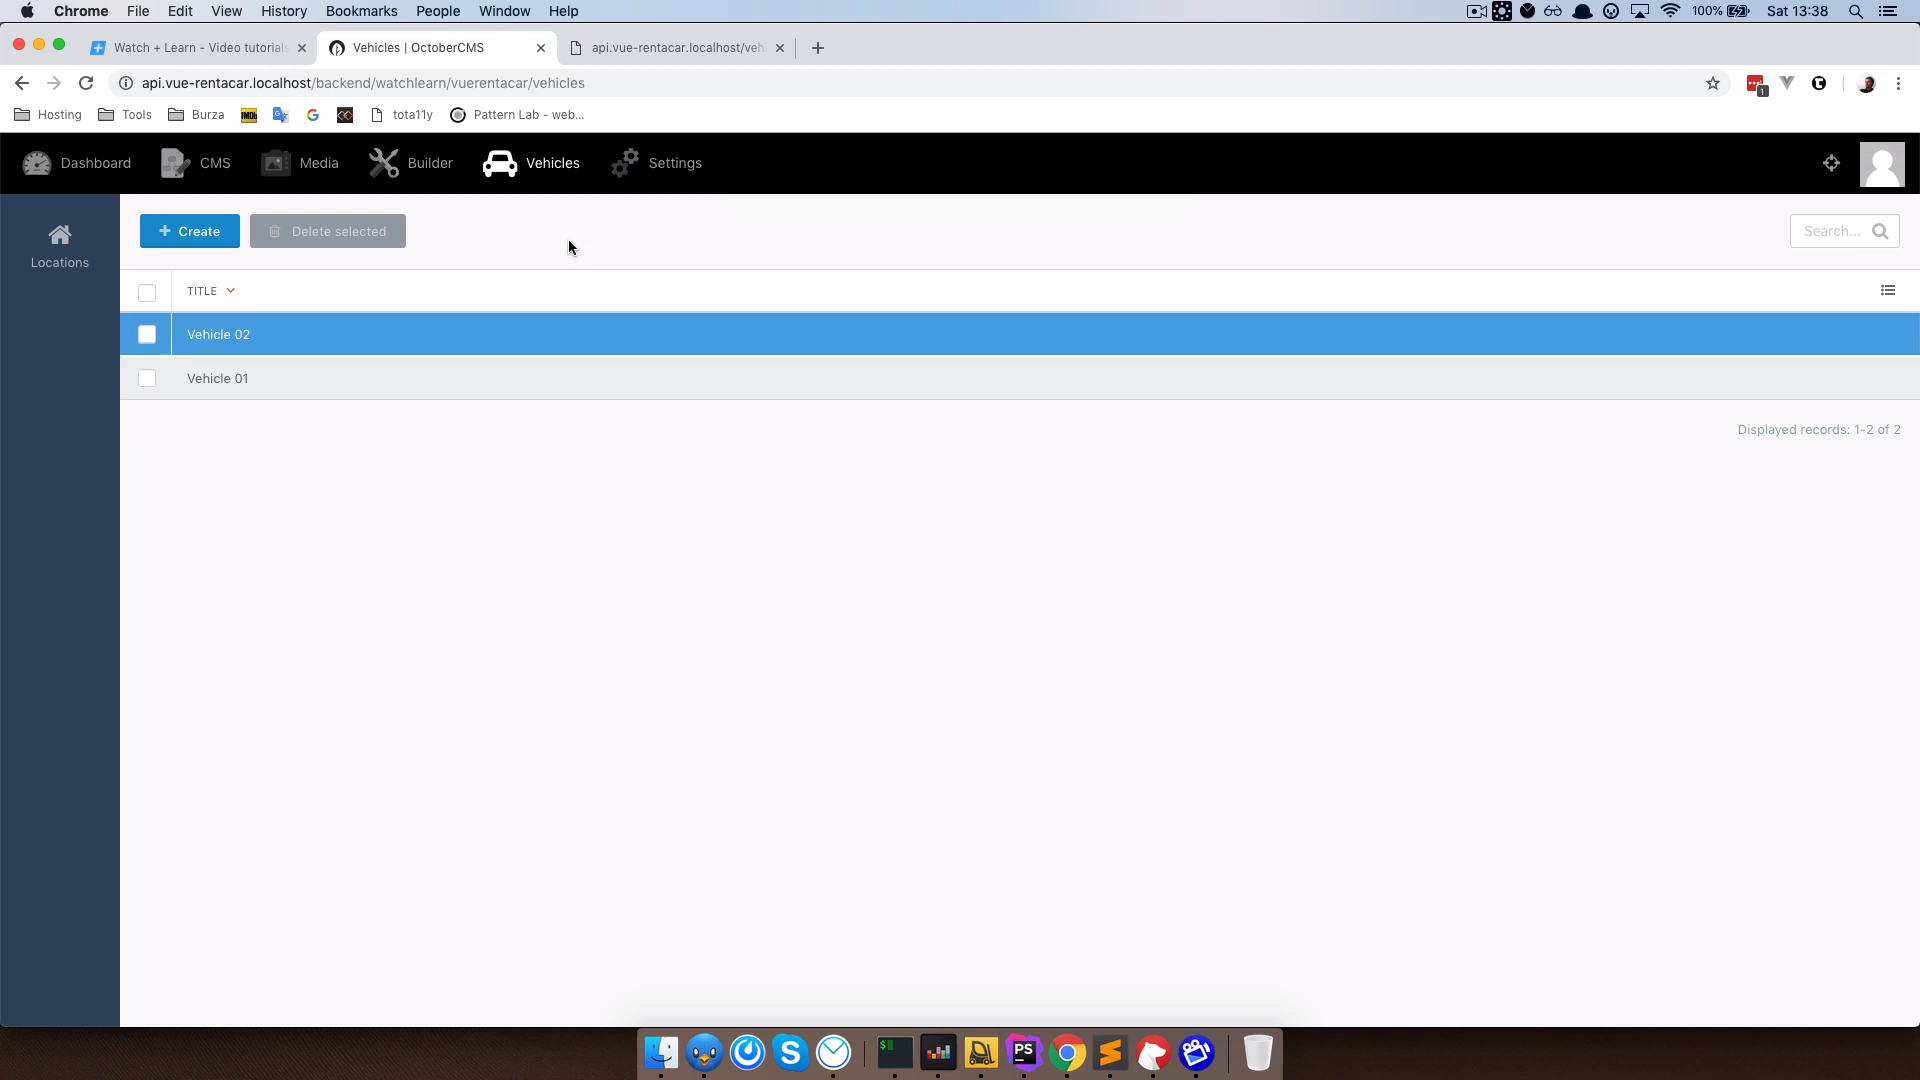 Chrome File Edit View History Bookmarks People Window Help 100% Sat 13:38
Watch + Learn - Video tutorials Vehicles | OctoberCMS api.vue-rentacar.localhost/veh
api.vue-rentacar.localhost/backend/watchlearn/vuerentacar/vehicles 1
Hosting Tools Burza IMDb G tota11y Pattern Lab - web...
Dashboard CMS Media Builder Vehicles Settings
Locations
Create Delete selected Search...
TITLE
Vehicle 02
Vehicle 01
Displayed records: 1-2 of 2
$ PS